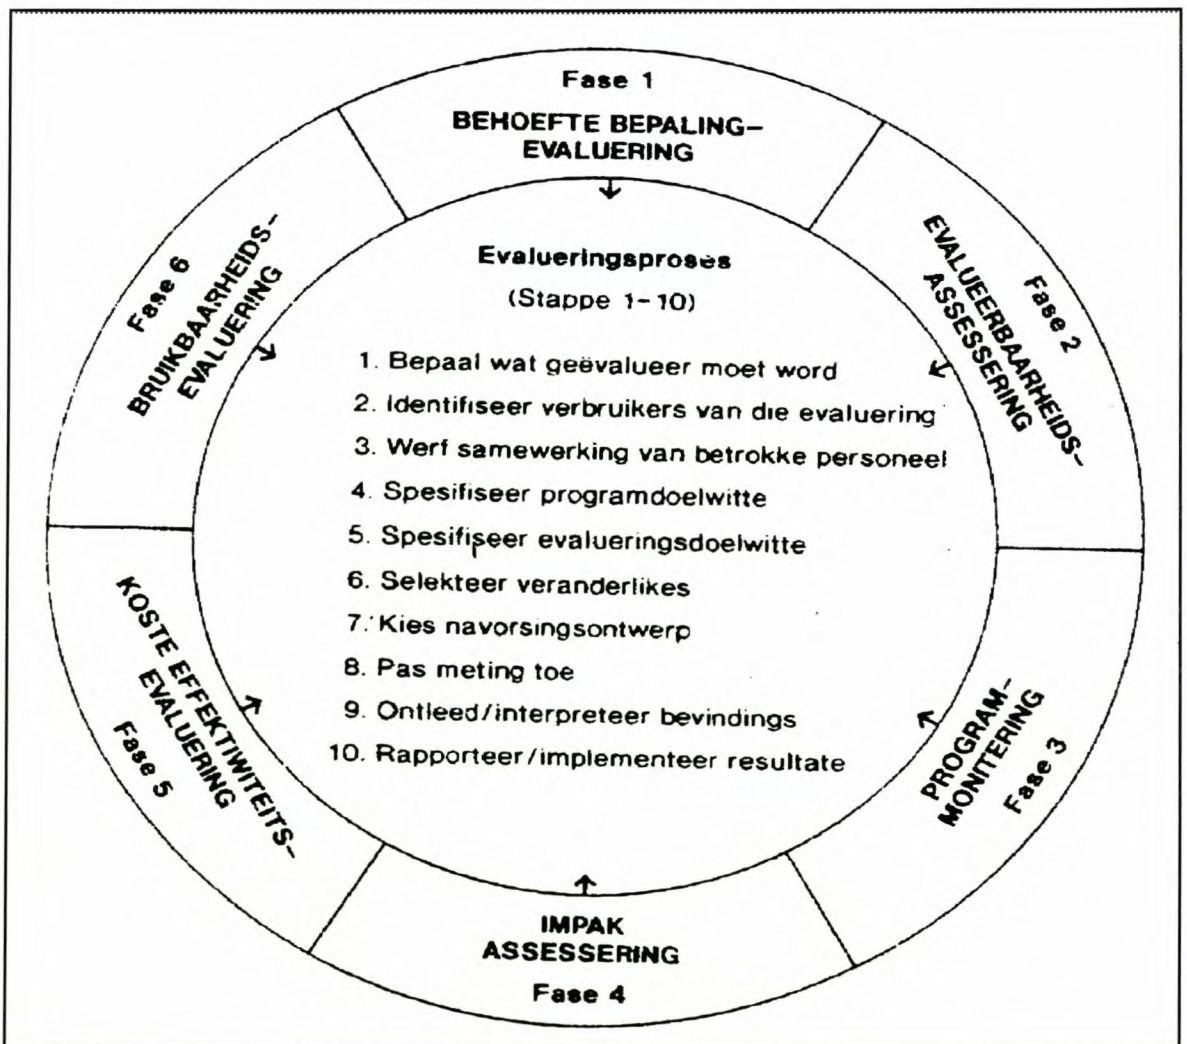 Fase 1
BEHOEFTE BEPALING–
EVALUERING
Fase 2
EVALUEERBAARHEIDS–
ASSESSERING
PROGRAM–
MONITERING
Fase 3
IMPAK
ASSESSERING
Fase 4
KOSTE EFFEKTIWITEITS–
EVALUERING
Fase 5
Fase 6
BRUIKBAARHEIDS–
EVALUERING
Evalueringsproses
(Stappe 1-10)
1. Bepaal wat geëvalueer moet word
2. Identifiseer verbruikers van die evaluering
3. Werf samewerking van betrokke personeel
4. Spesifiseer programdoelwitte
5. Spesifiseer evalueringsdoelwitte
6. Selekteer veranderlikes
7. Kies navorsingsontwerp
8. Pas meting toe
9. Ontleed/interpreteer bevindings
10. Rapporteer/implementeer resultate